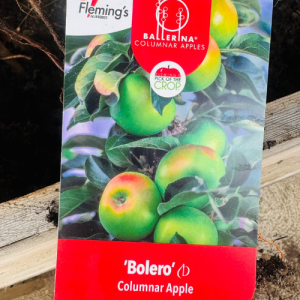 Fleming's
BALLERINA®
COLUMNAR APPLES
PICK OF THE
CROP
'Bolero'
Columnar Apple